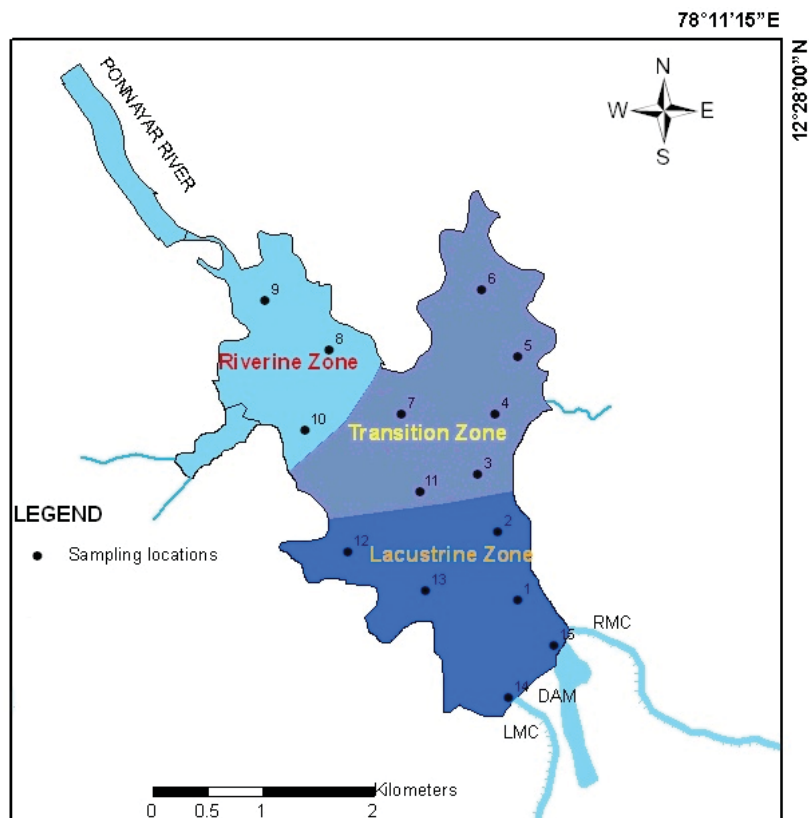 78°11'15"E
12°28'00"N
PONNAYAR RIVER
N
W
E
S
6
9
5
8
Riverine Zone
7
4
10
Transition Zone
3
11
LEGEND
2
Sampling locations
12
Lacustrine Zone
13
1
RMC
15
14
DAM
LMC
Kilometers
0 0.5 1 2